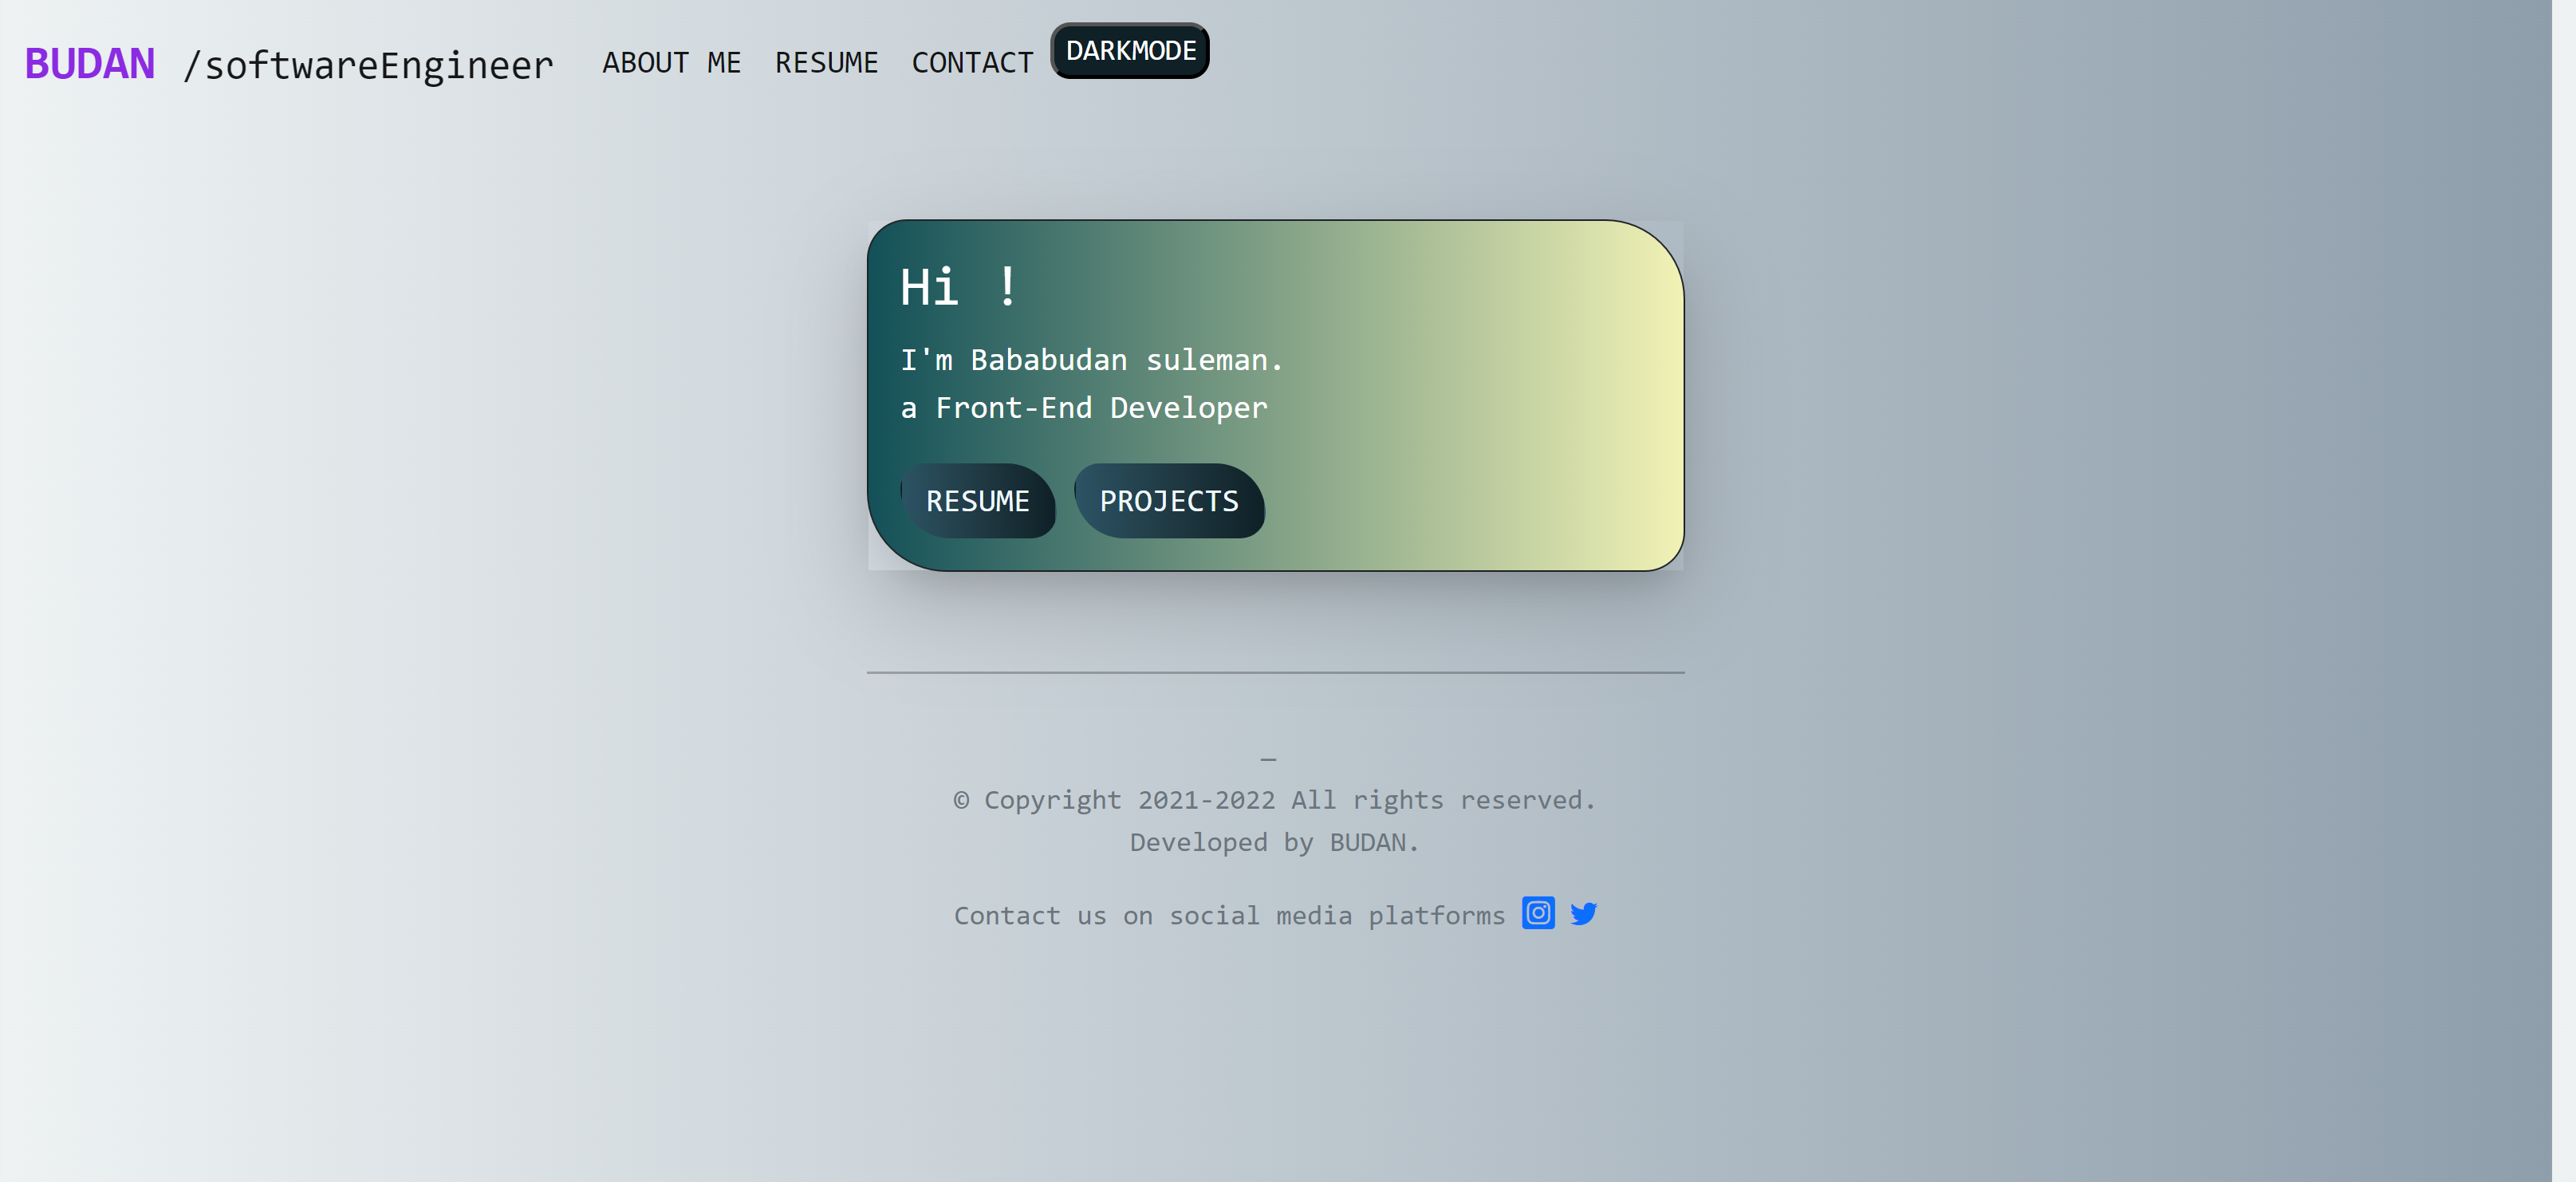 BUDAN /softwareEngineer ABOUT ME RESUME CONTACT DARKMODE
Hi !
I'm Bababudan suleman.
a Front-End Developer
RESUME PROJECTS
—
© Copyright 2021-2022 All rights reserved.
Developed by BUDAN.
Contact us on social media platforms